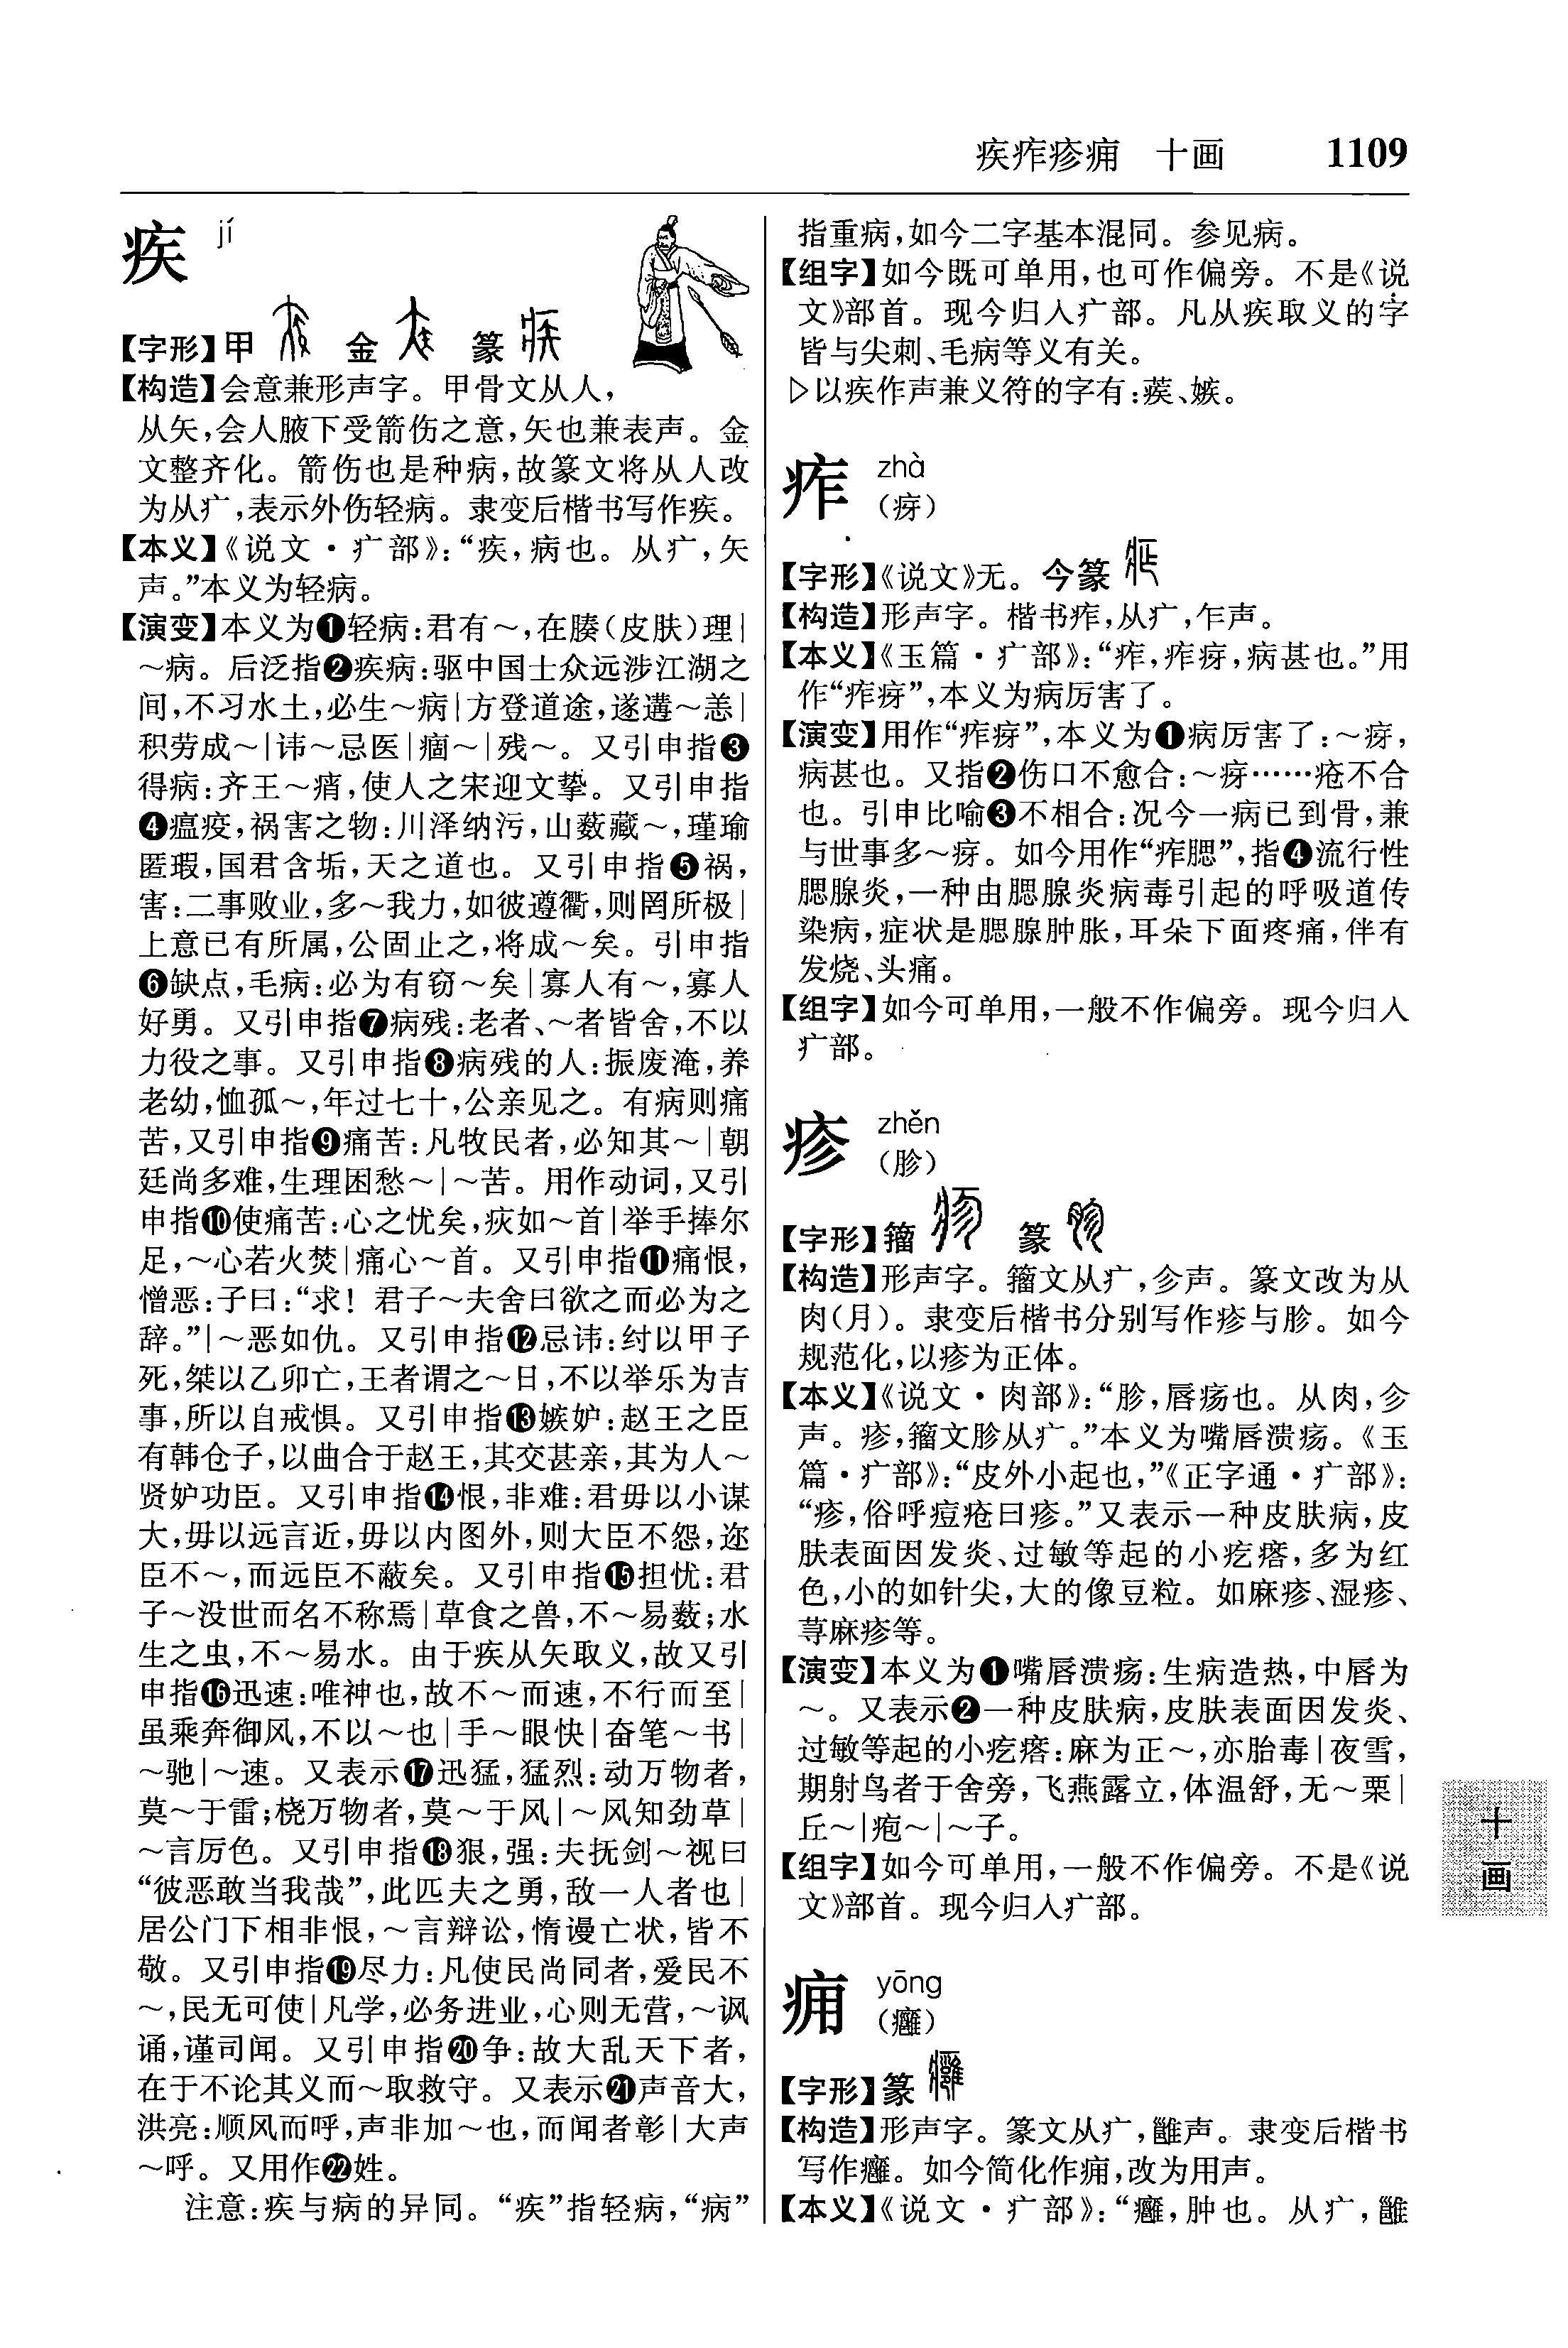 疾痄疹痈　十画　1109
疾 jí
【字形】甲　金　篆
【构造】会意兼形声字。甲骨文从人，
从矢，会人腋下受箭伤之意，矢也兼表声。金
文整齐化。箭伤也是种病，故篆文将从人改
为从疒，表示外伤轻病。隶变后楷书写作疾。
【本义】《说文·疒部》：“疾，病也。从疒，矢
声。”本义为轻病。
【演变】本义为❶轻病：君有～，在腠（皮肤）理|
～病。后泛指❷疾病：驱中国士众远涉江湖之
间，不习水土，必生～病|方登道途，遂遘～恙|
积劳成～|讳～忌医|痼～|残～。又引申指❸
得病：齐王～痟，使人之宋迎文挚。又引申指
❹瘟疫，祸害之物：川泽纳污，山薮藏～，瑾瑜
匿瑕，国君含垢，天之道也。又引申指❺祸，
害：二事败业，多～我力，如彼遵衢，则罔所极|
上意已有所属，公固止之，将成～矣。引申指
❻缺点，毛病：必为有窃～矣|寡人有～，寡人
好勇。又引申指❼病残：老者、～者皆舍，不以
力役之事。又引申指❽病残的人：振废淹，养
老幼，恤孤～，年过七十，公亲见之。有病则痛
苦，又引申指❾痛苦：凡牧民者，必知其～|朝
廷尚多难，生理困愁～|～苦。用作动词，又引
申指❿使痛苦：心之忧矣，疢如～首|举手捧尔
足，～心若火焚|痛心～首。又引申指⓫痛恨，
憎恶：子曰：“求！君子～夫舍曰欲之而必为之
辞。”|～恶如仇。又引申指⓬忌讳：纣以甲子
死，桀以乙卯亡，王者谓之～日，不以举乐为吉
事，所以自戒惧。又引申指⓭嫉妒：赵王之臣
有韩仓子，以曲合于赵王，其交甚亲，其为人～
贤妒功臣。又引申指⓮恨，非难：君毋以小谋
大，毋以远言近，毋以内图外，则大臣不怨，迩
臣不～，而远臣不蔽矣。又引申指⓯担忧：君
子～没世而名不称焉|草食之兽，不～易薮；水
生之虫，不～易水。由于疾从矢取义，故又引
申指⓰迅速：唯神也，故不～而速，不行而至|
虽乘奔御风，不以～也|手～眼快|奋笔～书|
～驰|～速。又表示⓱迅猛，猛烈：动万物者，
莫～于雷；桡万物者，莫～于风|～风知劲草|
～言厉色。又引申指⓲狠，强：夫抚剑～视曰
“彼恶敢当我哉”，此匹夫之勇，敌一人者也|
居公门下相非恨，～言辩讼，惰谩亡状，皆不
敬。又引申指⓳尽力：凡使民尚同者，爱民不
～，民无可使|凡学，必务进业，心则无营，～讽
诵，谨司闻。又引申指⓴争：故大乱天下者，
在于不论其义而～取救守。又表示㉑声音大，
洪亮：顺风而呼，声非加～也，而闻者彰|大声
～呼。又用作㉒姓。
注意：疾与病的异同。“疾”指轻病，“病”
指重病，如今二字基本混同。参见病。
【组字】如今既可单用，也可作偏旁。不是《说
文》部首。现今归入疒部。凡从疾取义的字
皆与尖刺、毛病等义有关。
▷以疾作声兼义符的字有：蒺、嫉。
痄 zhà
（疨）
【字形】《说文》无。今篆
【构造】形声字。楷书痄，从疒，乍声。
【本义】《玉篇·疒部》：“痄，痄疨，病甚也。”用
作“痄疨”，本义为病厉害了。
【演变】用作“痄疨”，本义为❶病厉害了：～疨，
病甚也。又指❷伤口不愈合：～疨……疮不合
也。引申比喻❸不相合：况今一病已到骨，兼
与世事多～疨。如今用作“痄腮”，指❹流行性
腮腺炎，一种由腮腺炎病毒引起的呼吸道传
染病，症状是腮腺肿胀，耳朵下面疼痛，伴有
发烧、头痛。
【组字】如今可单用，一般不作偏旁。现今归入
疒部。
疹 zhěn
（胗）
【字形】籀　篆
【构造】形声字。籀文从疒，㐱声。篆文改为从
肉（月）。隶变后楷书分别写作疹与胗。如今
规范化，以疹为正体。
【本义】《说文·肉部》：“胗，唇疡也。从肉，㐱
声。疹，籀文胗从疒。”本义为嘴唇溃疡。《玉
篇·疒部》：“皮外小起也，”《正字通·疒部》：
“疹，俗呼痘疮曰疹。”又表示一种皮肤病，皮
肤表面因发炎、过敏等起的小疙瘩，多为红
色，小的如针尖，大的像豆粒。如麻疹、湿疹、
荨麻疹等。
【演变】本义为❶嘴唇溃疡：生病造热，中唇为
～。又表示❷一种皮肤病，皮肤表面因发炎、
过敏等起的小疙瘩：麻为正～，亦胎毒|夜雪，
期射鸟者于舍旁，飞燕露立，体温舒，无～栗|
丘～|疱～|～子。
【组字】如今可单用，一般不作偏旁。不是《说
文》部首。现今归入疒部。
痈 yōng
（癰）
【字形】篆
【构造】形声字。篆文从疒，雝声。隶变后楷书
写作癰。如今简化作痈，改为用声。
【本义】《说文·疒部》：“癰，肿也。从疒，雝
十
画